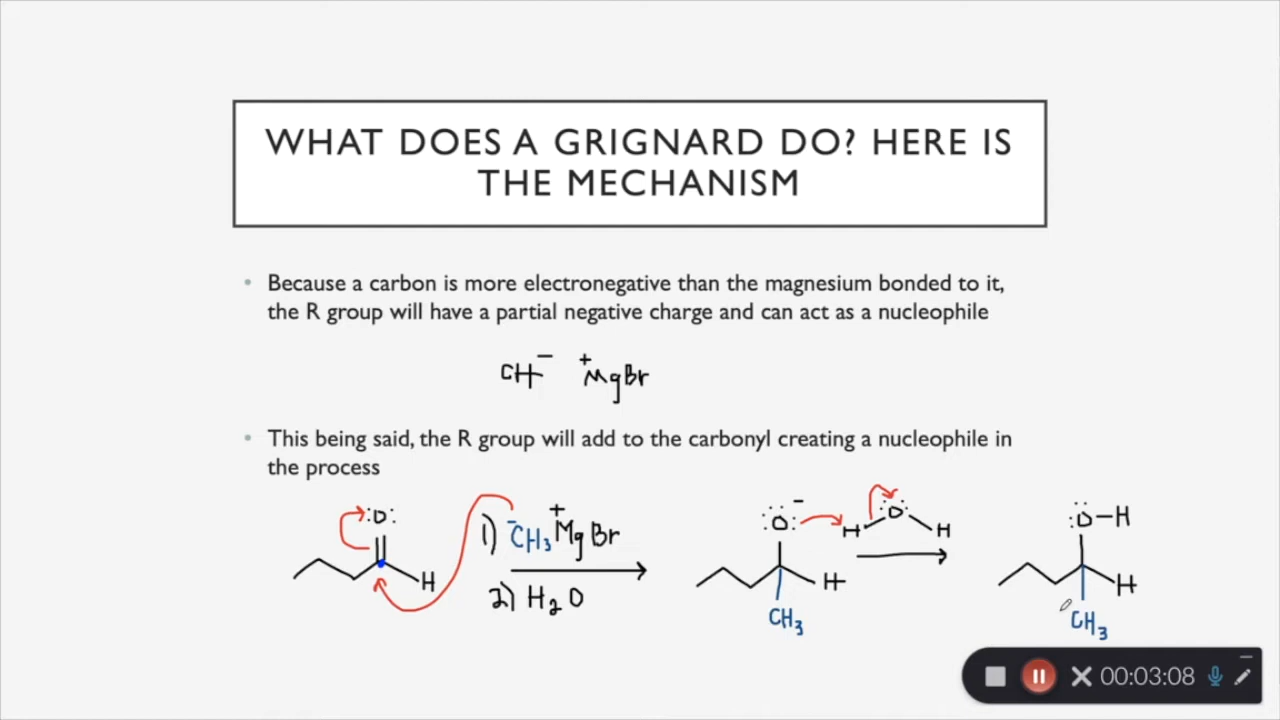 WHAT DOES A GRIGNARD DO? HERE IS
THE MECHANISM
• Because a carbon is more electronegative than the magnesium bonded to it,
the R group will have a partial negative charge and can act as a nucleophile
CH⁻ ⁺MgBr
• This being said, the R group will add to the carbonyl creating a nucleophile in
the process
:O:
H
1) ⁻CH₃ ⁺MgBr
2) H₂O
:O:⁻
H
CH₃
H O H
:O-H
H
CH₃
00:03:08